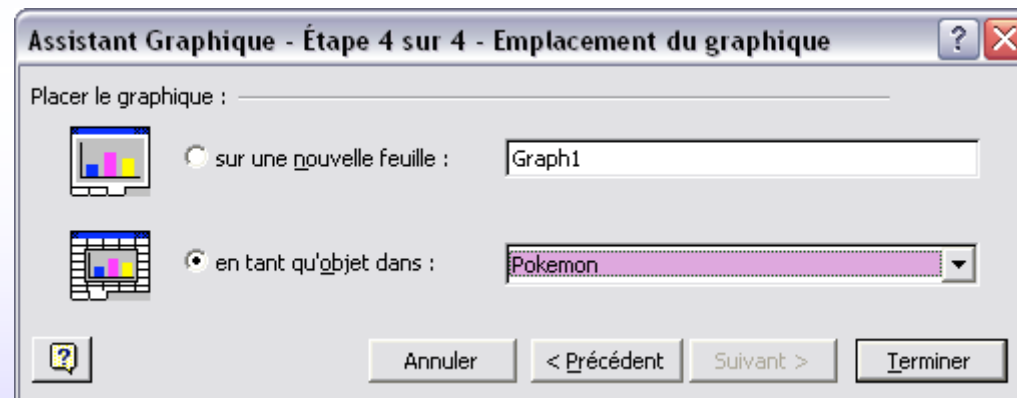 Assistant Graphique - Étape 4 sur 4 - Emplacement du graphique
Placer le graphique :
sur une nouvelle feuille : Graph1
en tant qu'objet dans : Pokemon
Annuler < Précédent Suivant > Terminer